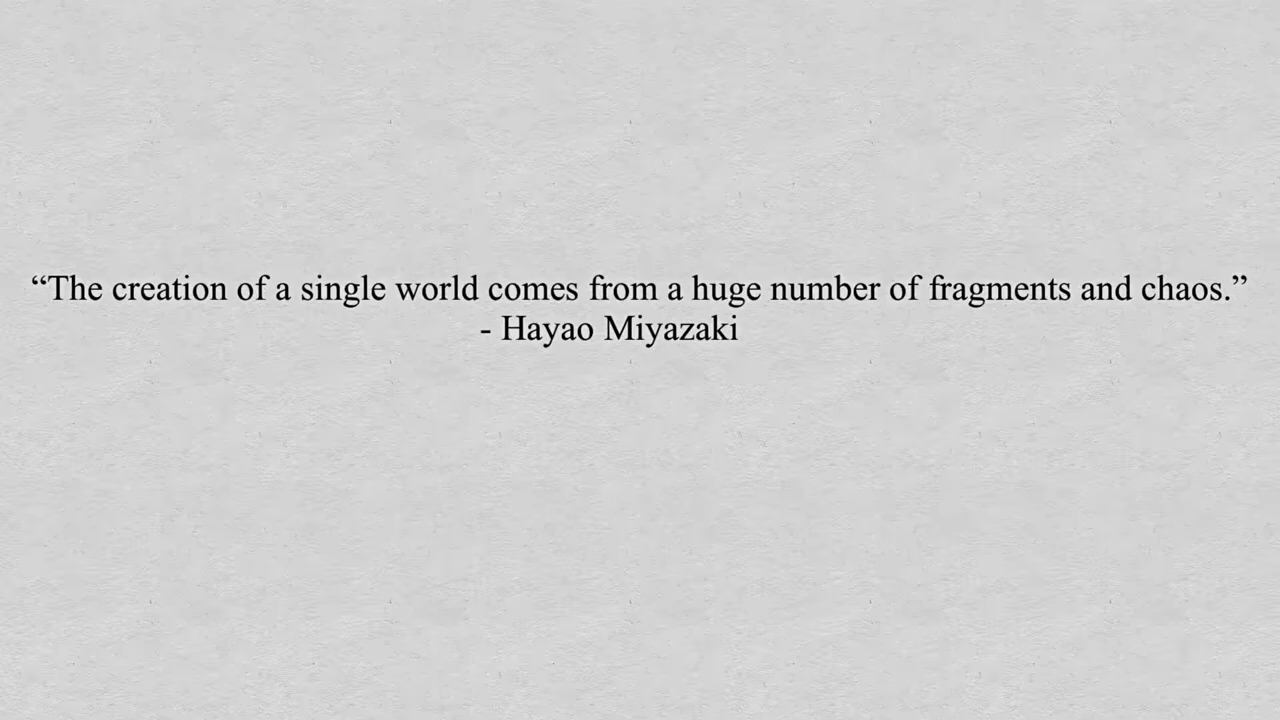 “The creation of a single world comes from a huge number of fragments and chaos.”
- Hayao Miyazaki